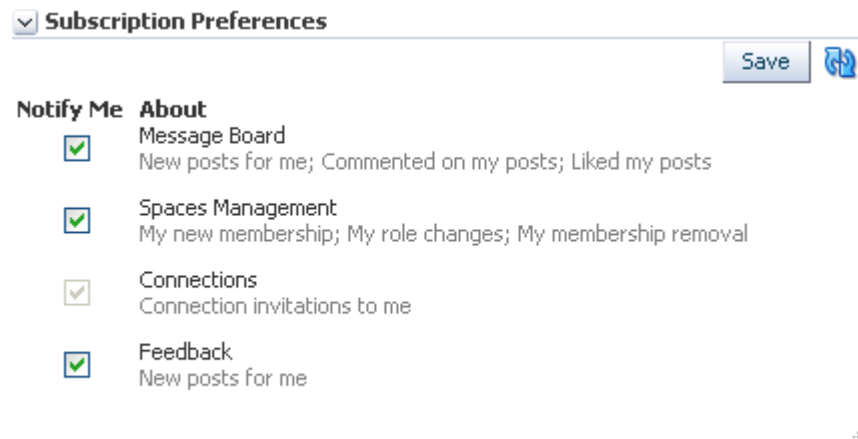 Subscription Preferences
Save
Notify Me About
Message Board
New posts for me; Commented on my posts; Liked my posts
Spaces Management
My new membership; My role changes; My membership removal
Connections
Connection invitations to me
Feedback
New posts for me